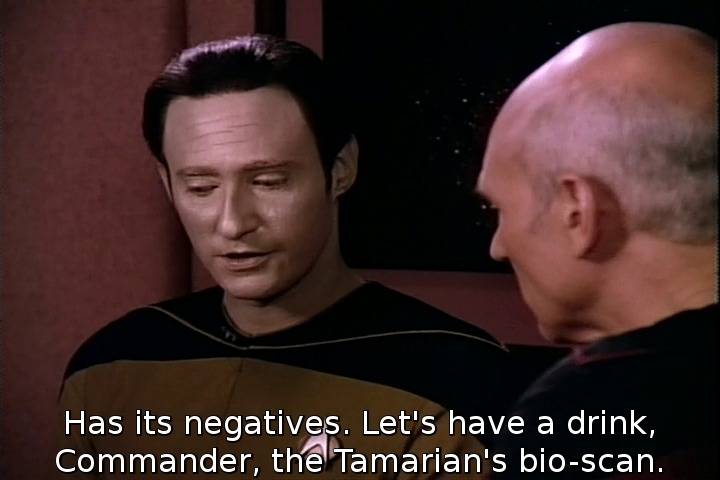 Has its negatives. Let's have a drink,
Commander, the Tamarian's bio-scan.